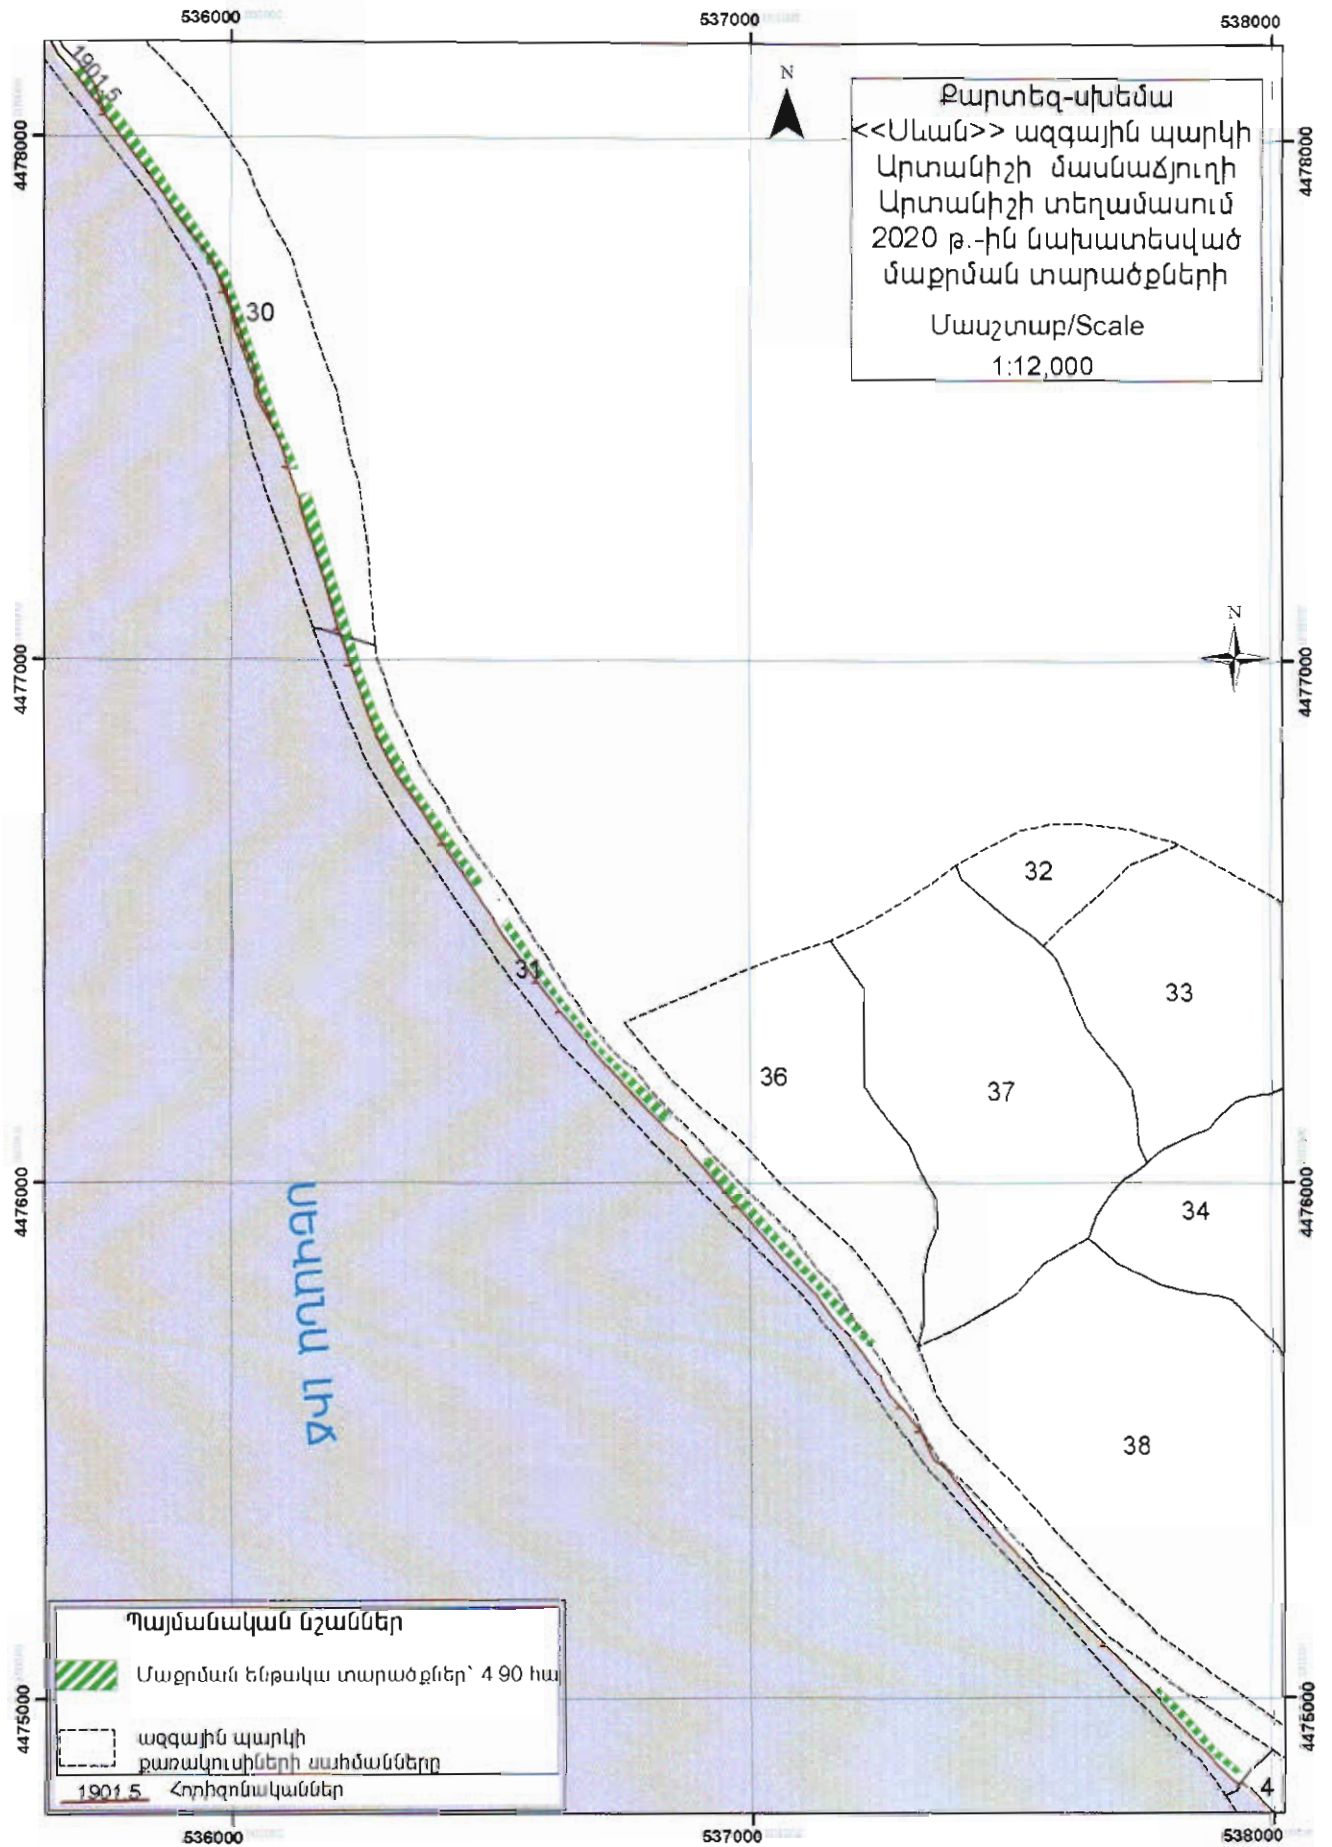 536000
537000
538000
1901.5
4478000
4478000
N
Քարտեզ-սխեմա
<<Սևան>> ազգային պարկի
Արտանիշի մասնաճյուղի
Արտանիշի տեղամասում
2020 թ.-ին նախատեսված
մաքրման տարածքների
Մասշտաբ/Scale
1:12,000
30
N
4477000
4477000
32
31
33
36
37
34
4476000
4476000
38
Պայմանական նշաններ
Մաքրման ենթակա տարածքներ՝ 4 90 հա
ազգային պարկի
քառակուսիների սահմանները
1901.5 Հորիզոնականներ
4475000
4475000
4
536000
537000
538000